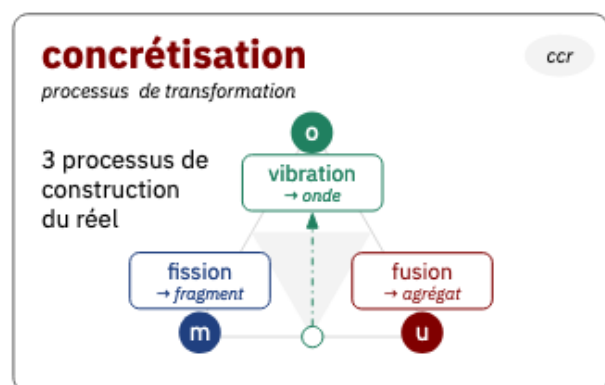 concrétisation
ccr
processus de transformation
3 processus de
construction
du réel
o
vibration
→ onde
fission
→ fragment
fusion
→ agrégat
m
u